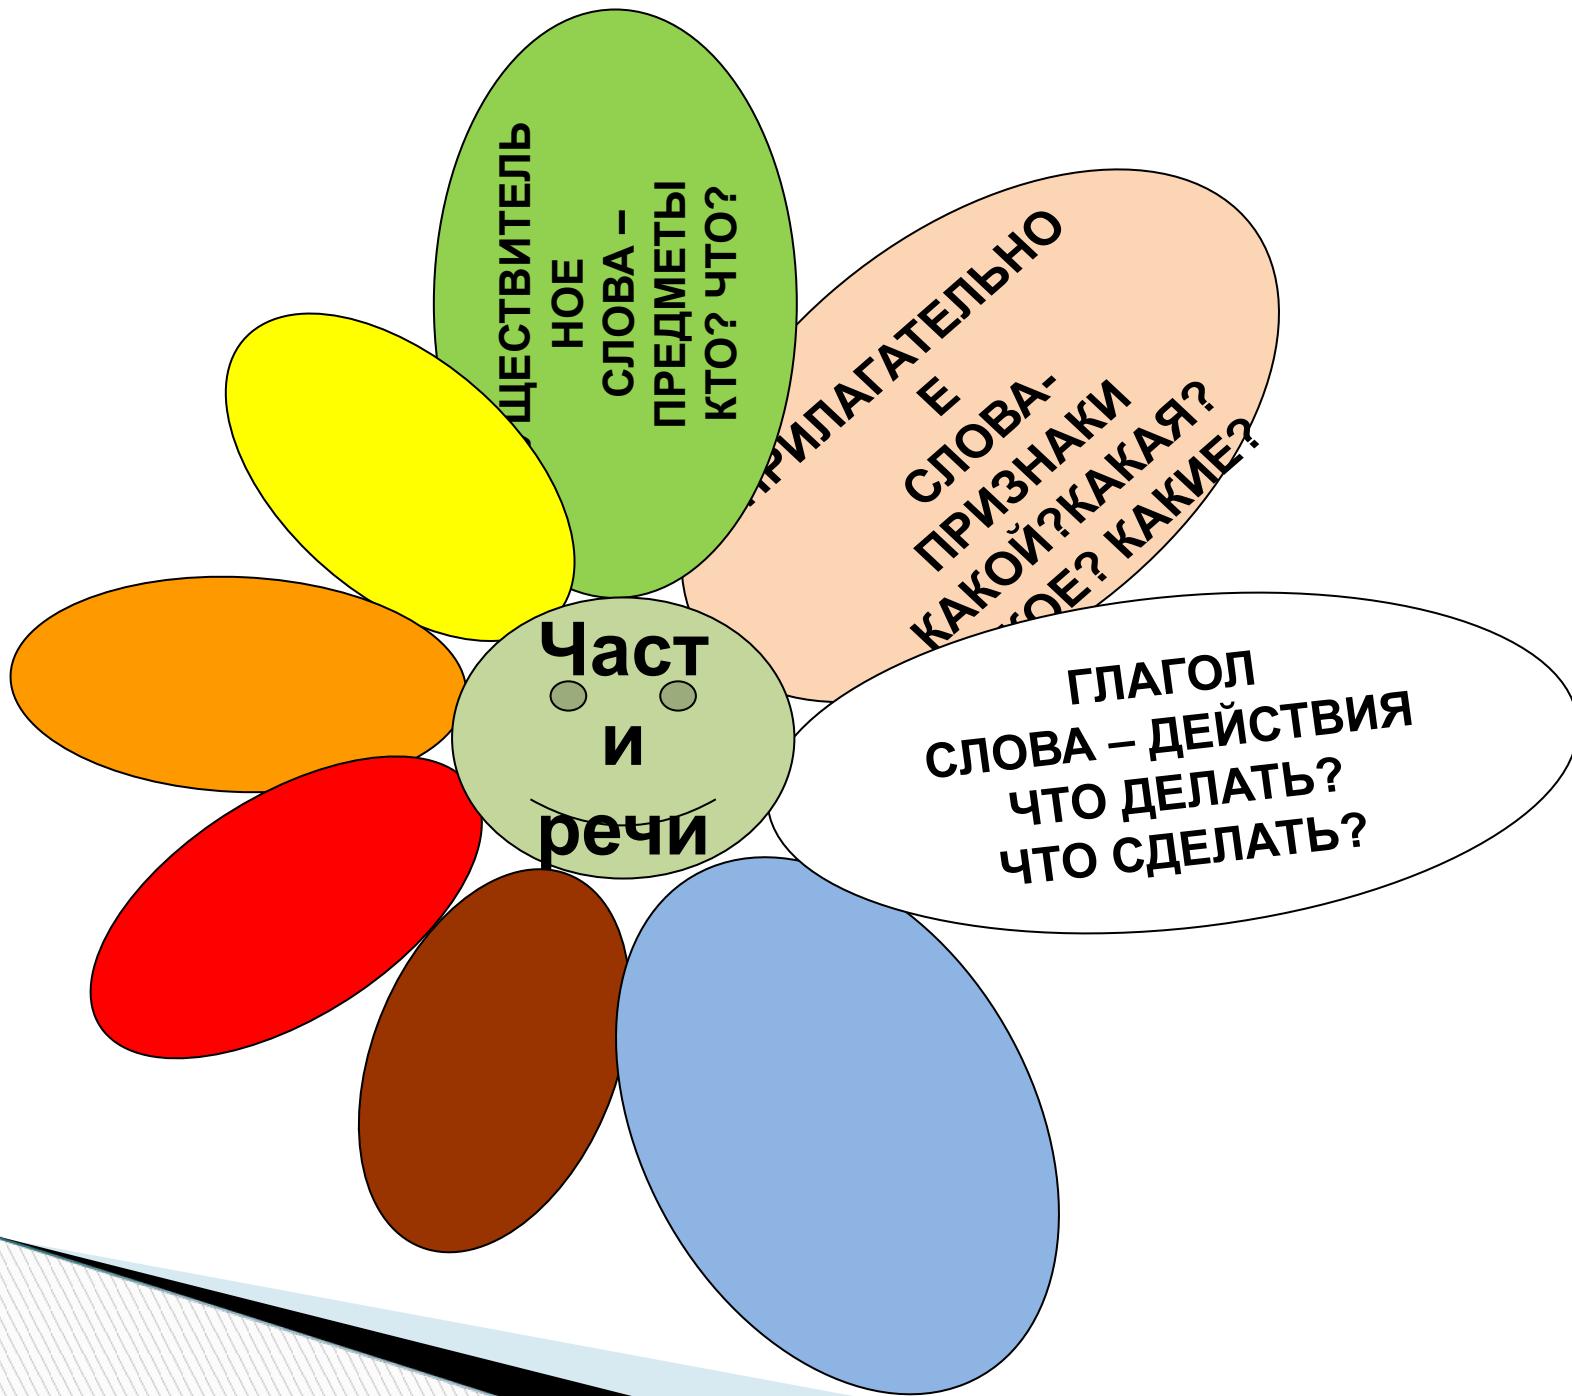 Част
и
речи
ЩЕСТВИТЕЛЬ
НОЕ
СЛОВА –
ПРЕДМЕТЫ
КТО? ЧТО?
РИЛАГАТЕЛЬНО
Е
СЛОВА-
ПРИЗНАКИ
КАКОЙ?КАКАЯ?
КОЕ? КАКИЕ?
ГЛАГОЛ
СЛОВА – ДЕЙСТВИЯ
ЧТО ДЕЛАТЬ?
ЧТО СДЕЛАТЬ?